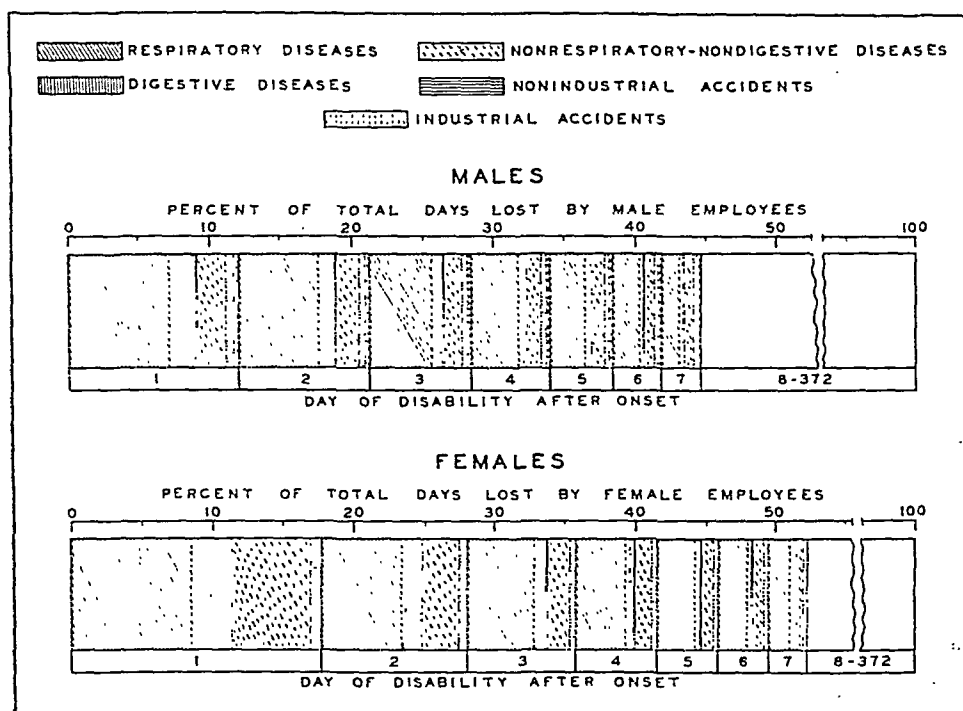 RESPIRATORY DISEASES NONRESPIRATORY-NONDIGESTIVE DISEASES
DIGESTIVE DISEASES NONINDUSTRIAL ACCIDENTS
INDUSTRIAL ACCIDENTS
MALES
PERCENT OF TOTAL DAYS LOST BY MALE EMPLOYEES
0 10 20 30 40 50 100
1 2 3 4 5 6 7 8-372
DAY OF DISABILITY AFTER ONSET
FEMALES
PERCENT OF TOTAL DAYS LOST BY FEMALE EMPLOYEES
0 10 20 30 40 50 100
1 2 3 4 5 6 7 8-372
DAY OF DISABILITY AFTER ONSET